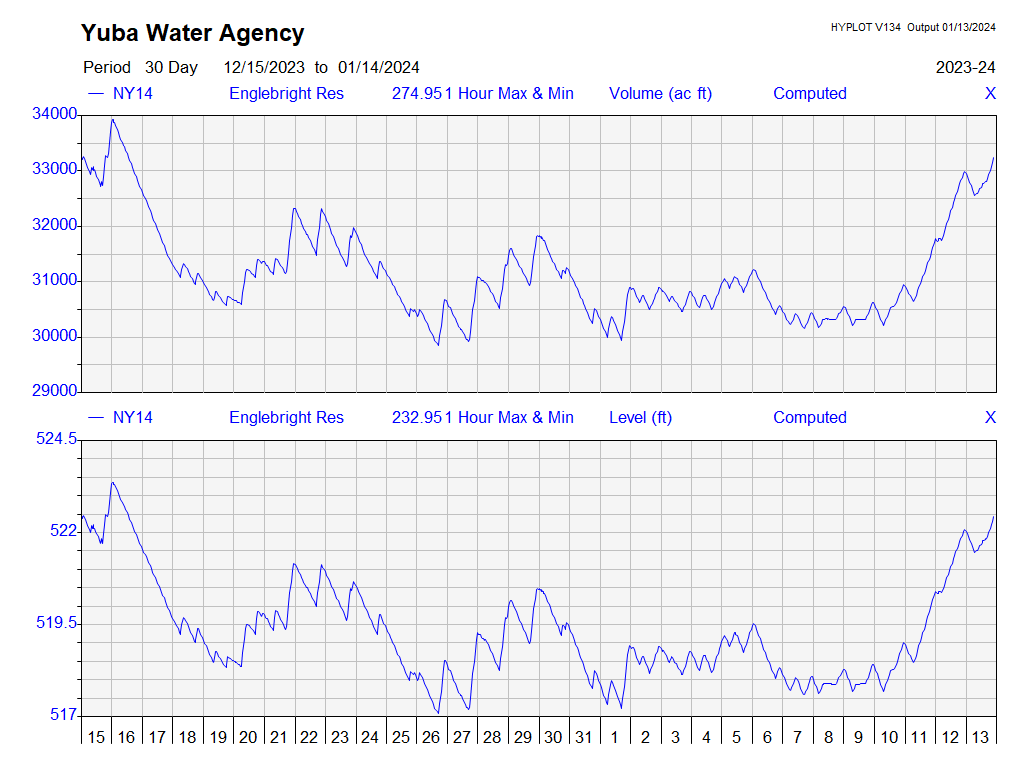 Yuba Water Agency
HYPLOT V134 Output 01/13/2024
Period 30 Day 12/15/2023 to 01/14/2024
2023-24
NY14 Englebright Res 274.951 Hour Max & Min Volume (ac ft) Computed X
34000
33000
32000
31000
30000
29000
NY14 Englebright Res 232.951 Hour Max & Min Level (ft) Computed X
524.5
522
519.5
517
15 16 17 18 19 20 21 22 23 24 25 26 27 28 29 30 31 1 2 3 4 5 6 7 8 9 10 11 12 13